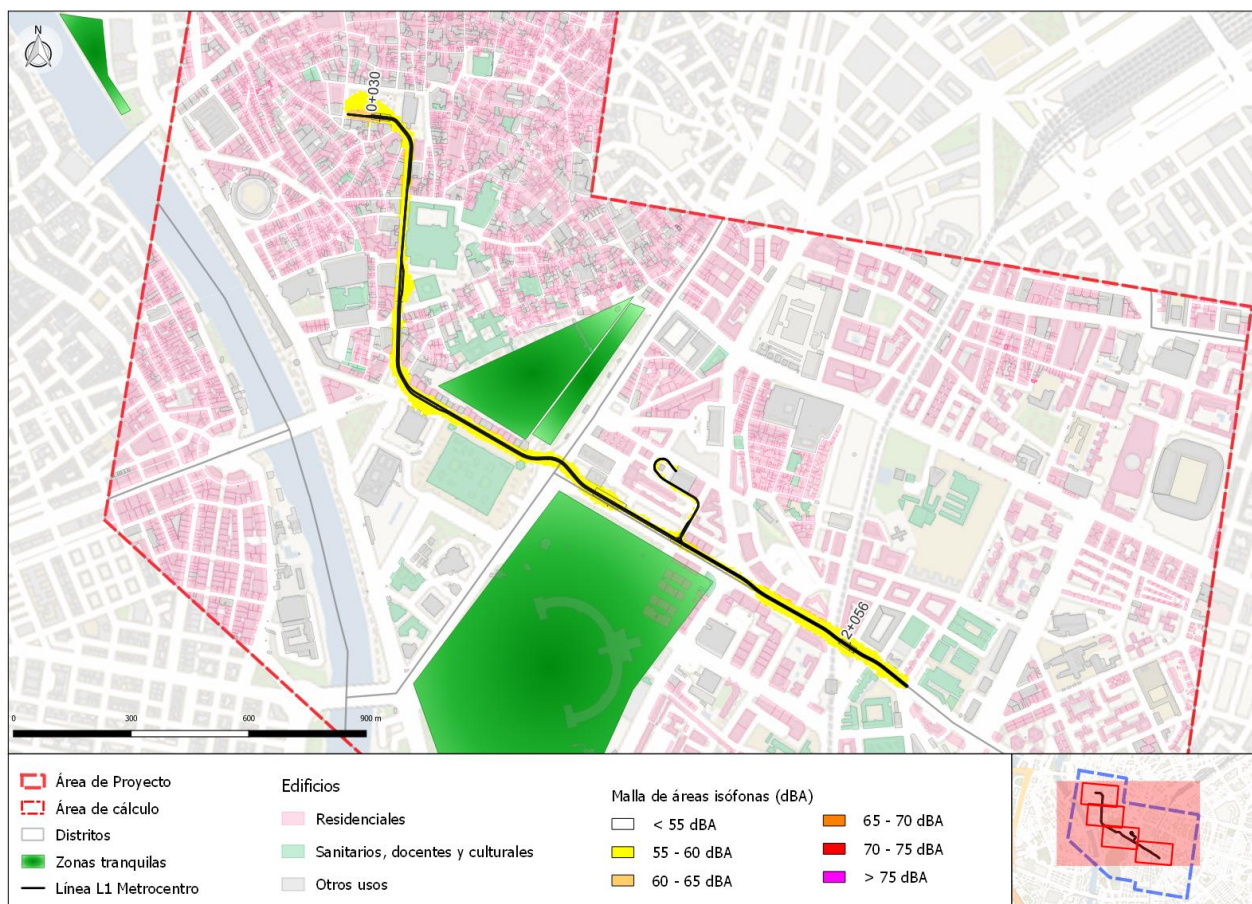 N
10+030
12+056
0 300 600 900 m
Área de Proyecto
Área de cálculo
Distritos
Zonas tranquilas
Línea L1 Metrocentro
Edificios
Residenciales
Sanitarios, docentes y culturales
Otros usos
Malla de áreas isófonas (dBA)
< 55 dBA
55 - 60 dBA
60 - 65 dBA
65 - 70 dBA
70 - 75 dBA
> 75 dBA